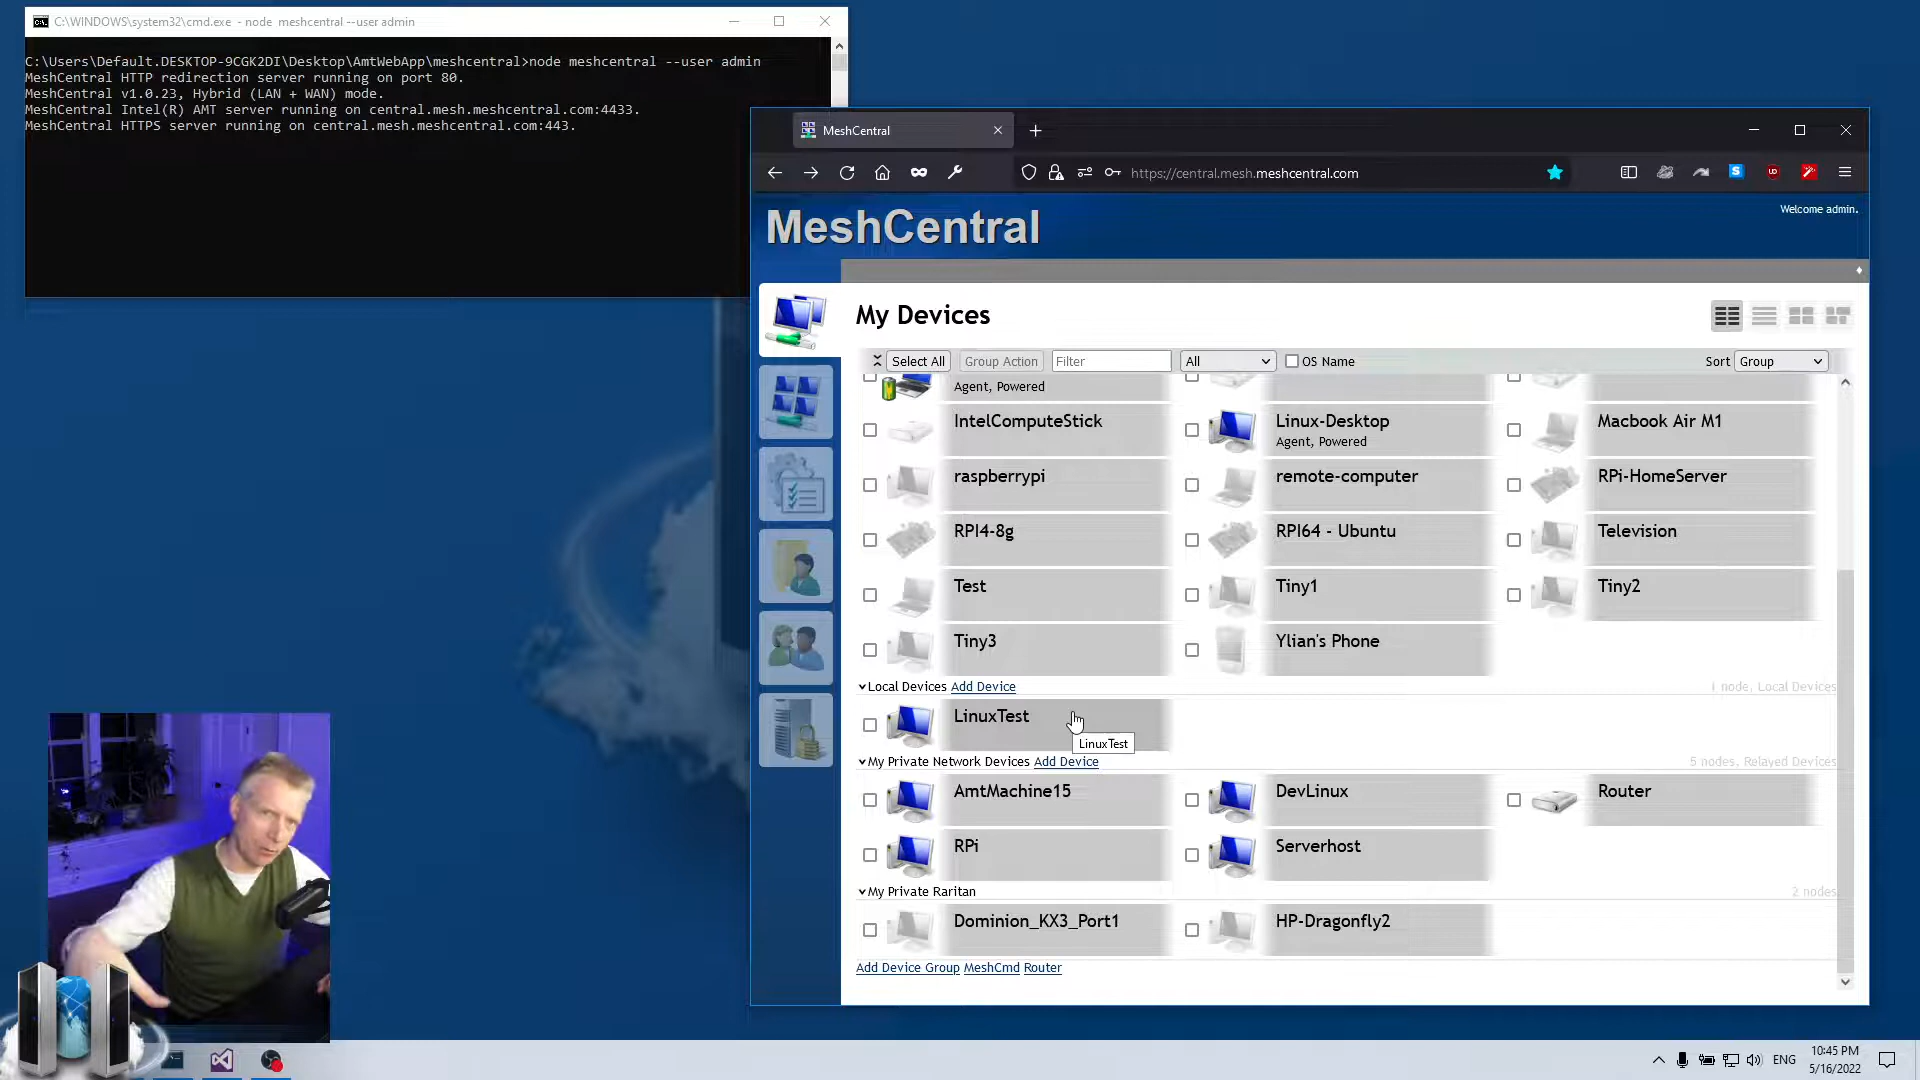 C:\WINDOWS\system32\cmd.exe - node meshcentral --user admin
C:\Users\Default.DESKTOP-9CGK2DI\Desktop\AmtWebApp\meshcentral>node meshcentral --user admin
MeshCentral HTTP redirection server running on port 80.
MeshCentral v1.0.23, Hybrid (LAN + WAN) mode.
MeshCentral Intel(R) AMT server running on central.mesh.meshcentral.com:4433.
MeshCentral HTTPS server running on central.mesh.meshcentral.com:443.
MeshCentral
https://central.mesh.meshcentral.com
MeshCentral
Welcome admin.
My Devices
Select All Group Action Filter All OS Name Sort Group
Agent, Powered
IntelComputeStick
Linux-Desktop
Agent, Powered
Macbook Air M1
raspberrypi
remote-computer
RPi-HomeServer
RPI4-8g
RPI64 - Ubuntu
Television
Test
Tiny1
Tiny2
Tiny3
Ylian's Phone
Local Devices Add Device 1 node, Local Devices
LinuxTest
LinuxTest
My Private Network Devices Add Device 5 nodes, Relayed Devices
AmtMachine15
DevLinux
Router
RPi
Serverhost
My Private Raritan 2 nodes
Dominion_KX3_Port1
HP-Dragonfly2
Add Device Group MeshCmd Router
ENG
10:45 PM
5/16/2022